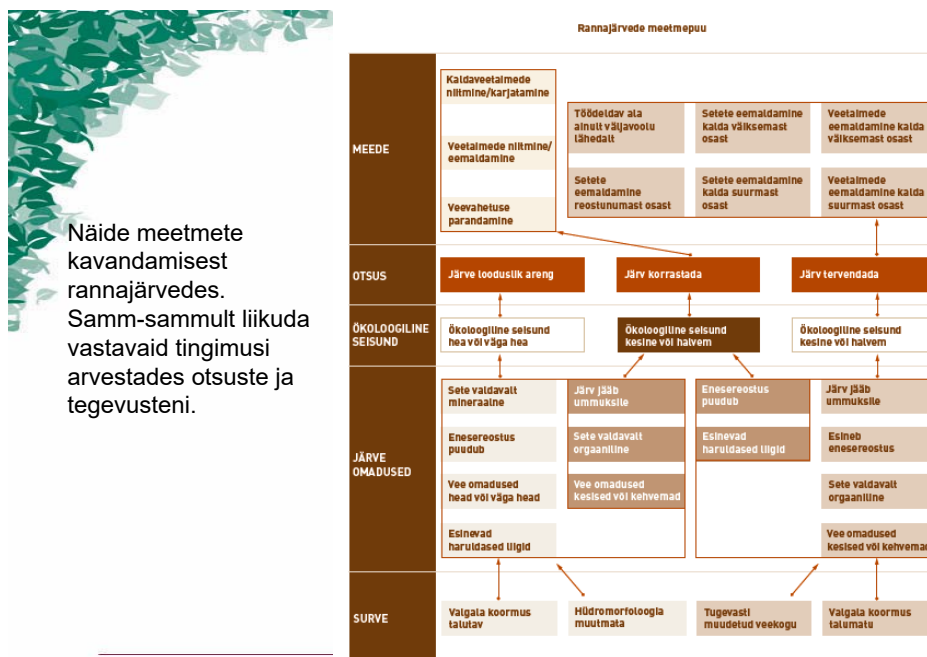 Näide meetmete
kavandamisest
rannajärvedes.
Samm-sammult liikuda
vastavaid tingimusi
arvestades otsuste ja
tegevusteni.
Rannajärvede meetmepuu
MEEDE
Kaldaveetaimede
niitmine/karjatamine
Veetaimede niitmine/
eemaldamine
Veevahetuse
parandamine
Töödeldav ala
ainult väljavoolu
lähedalt
Setete eemaldamine
kalda väiksemast
osast
Veetaimede
eemaldamine kalda
väiksemast osast
Setete
eemaldamine
reostunumast osast
Setete eemaldamine
kalda suurmast
osast
Veetaimede
eemaldamine kalda
suurmast osast
OTSUS
Järve looduslik areng
Järv korrastada
Järv tervendada
ÖKOLOOGILINE
SEISUND
Ökoloogiline seisund
hea või väga hea
Ökoloogiline seisund
kesine või halvem
Ökoloogiline seisund
kesine või halvem
JÄRVE
OMADUSED
Sete valdavalt
mineraalne
Enesereostus
puudub
Vee omadused
head või väga head
Esinevad
haruldased liigid
Järv jääb
ummuksile
Sete valdavalt
orgaaniline
Vee omadused
kesised või kehvemad
Enesereostus
puudub
Esinevad
haruldased liigid
Järv jääb
ummuksile
Esineb
enesereostus
Sete valdavalt
orgaaniline
Vee omadused
kesised või kehvemad
SURVE
Valgala koormus
talutav
Hüdromorfoloogia
muutmata
Tugevasti
muudetud veekogu
Valgala koormus
talumatu